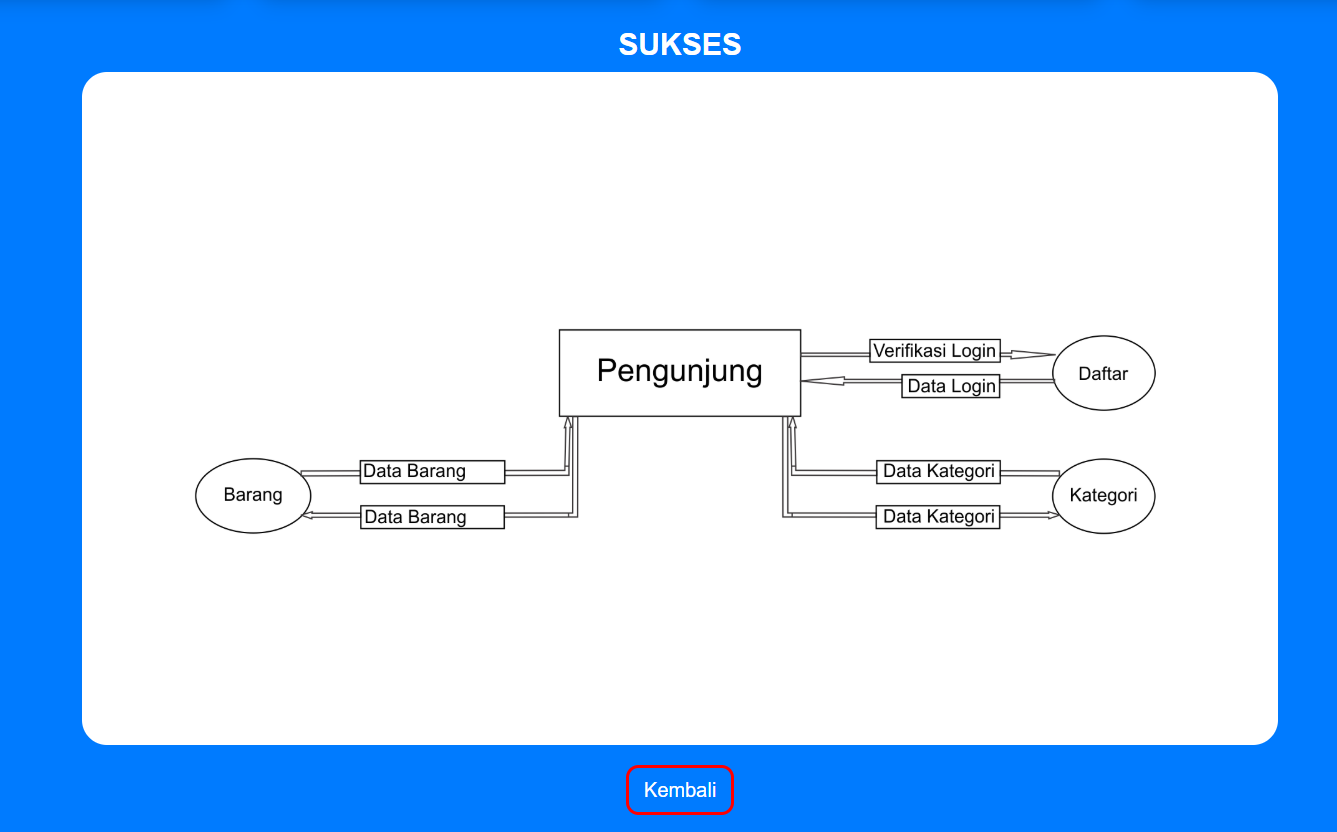 SUKSES
Pengunjung
Verifikasi Login
Data Login
Daftar
Barang
Data Barang
Data Barang
Data Kategori
Data Kategori
Kategori
Kembali